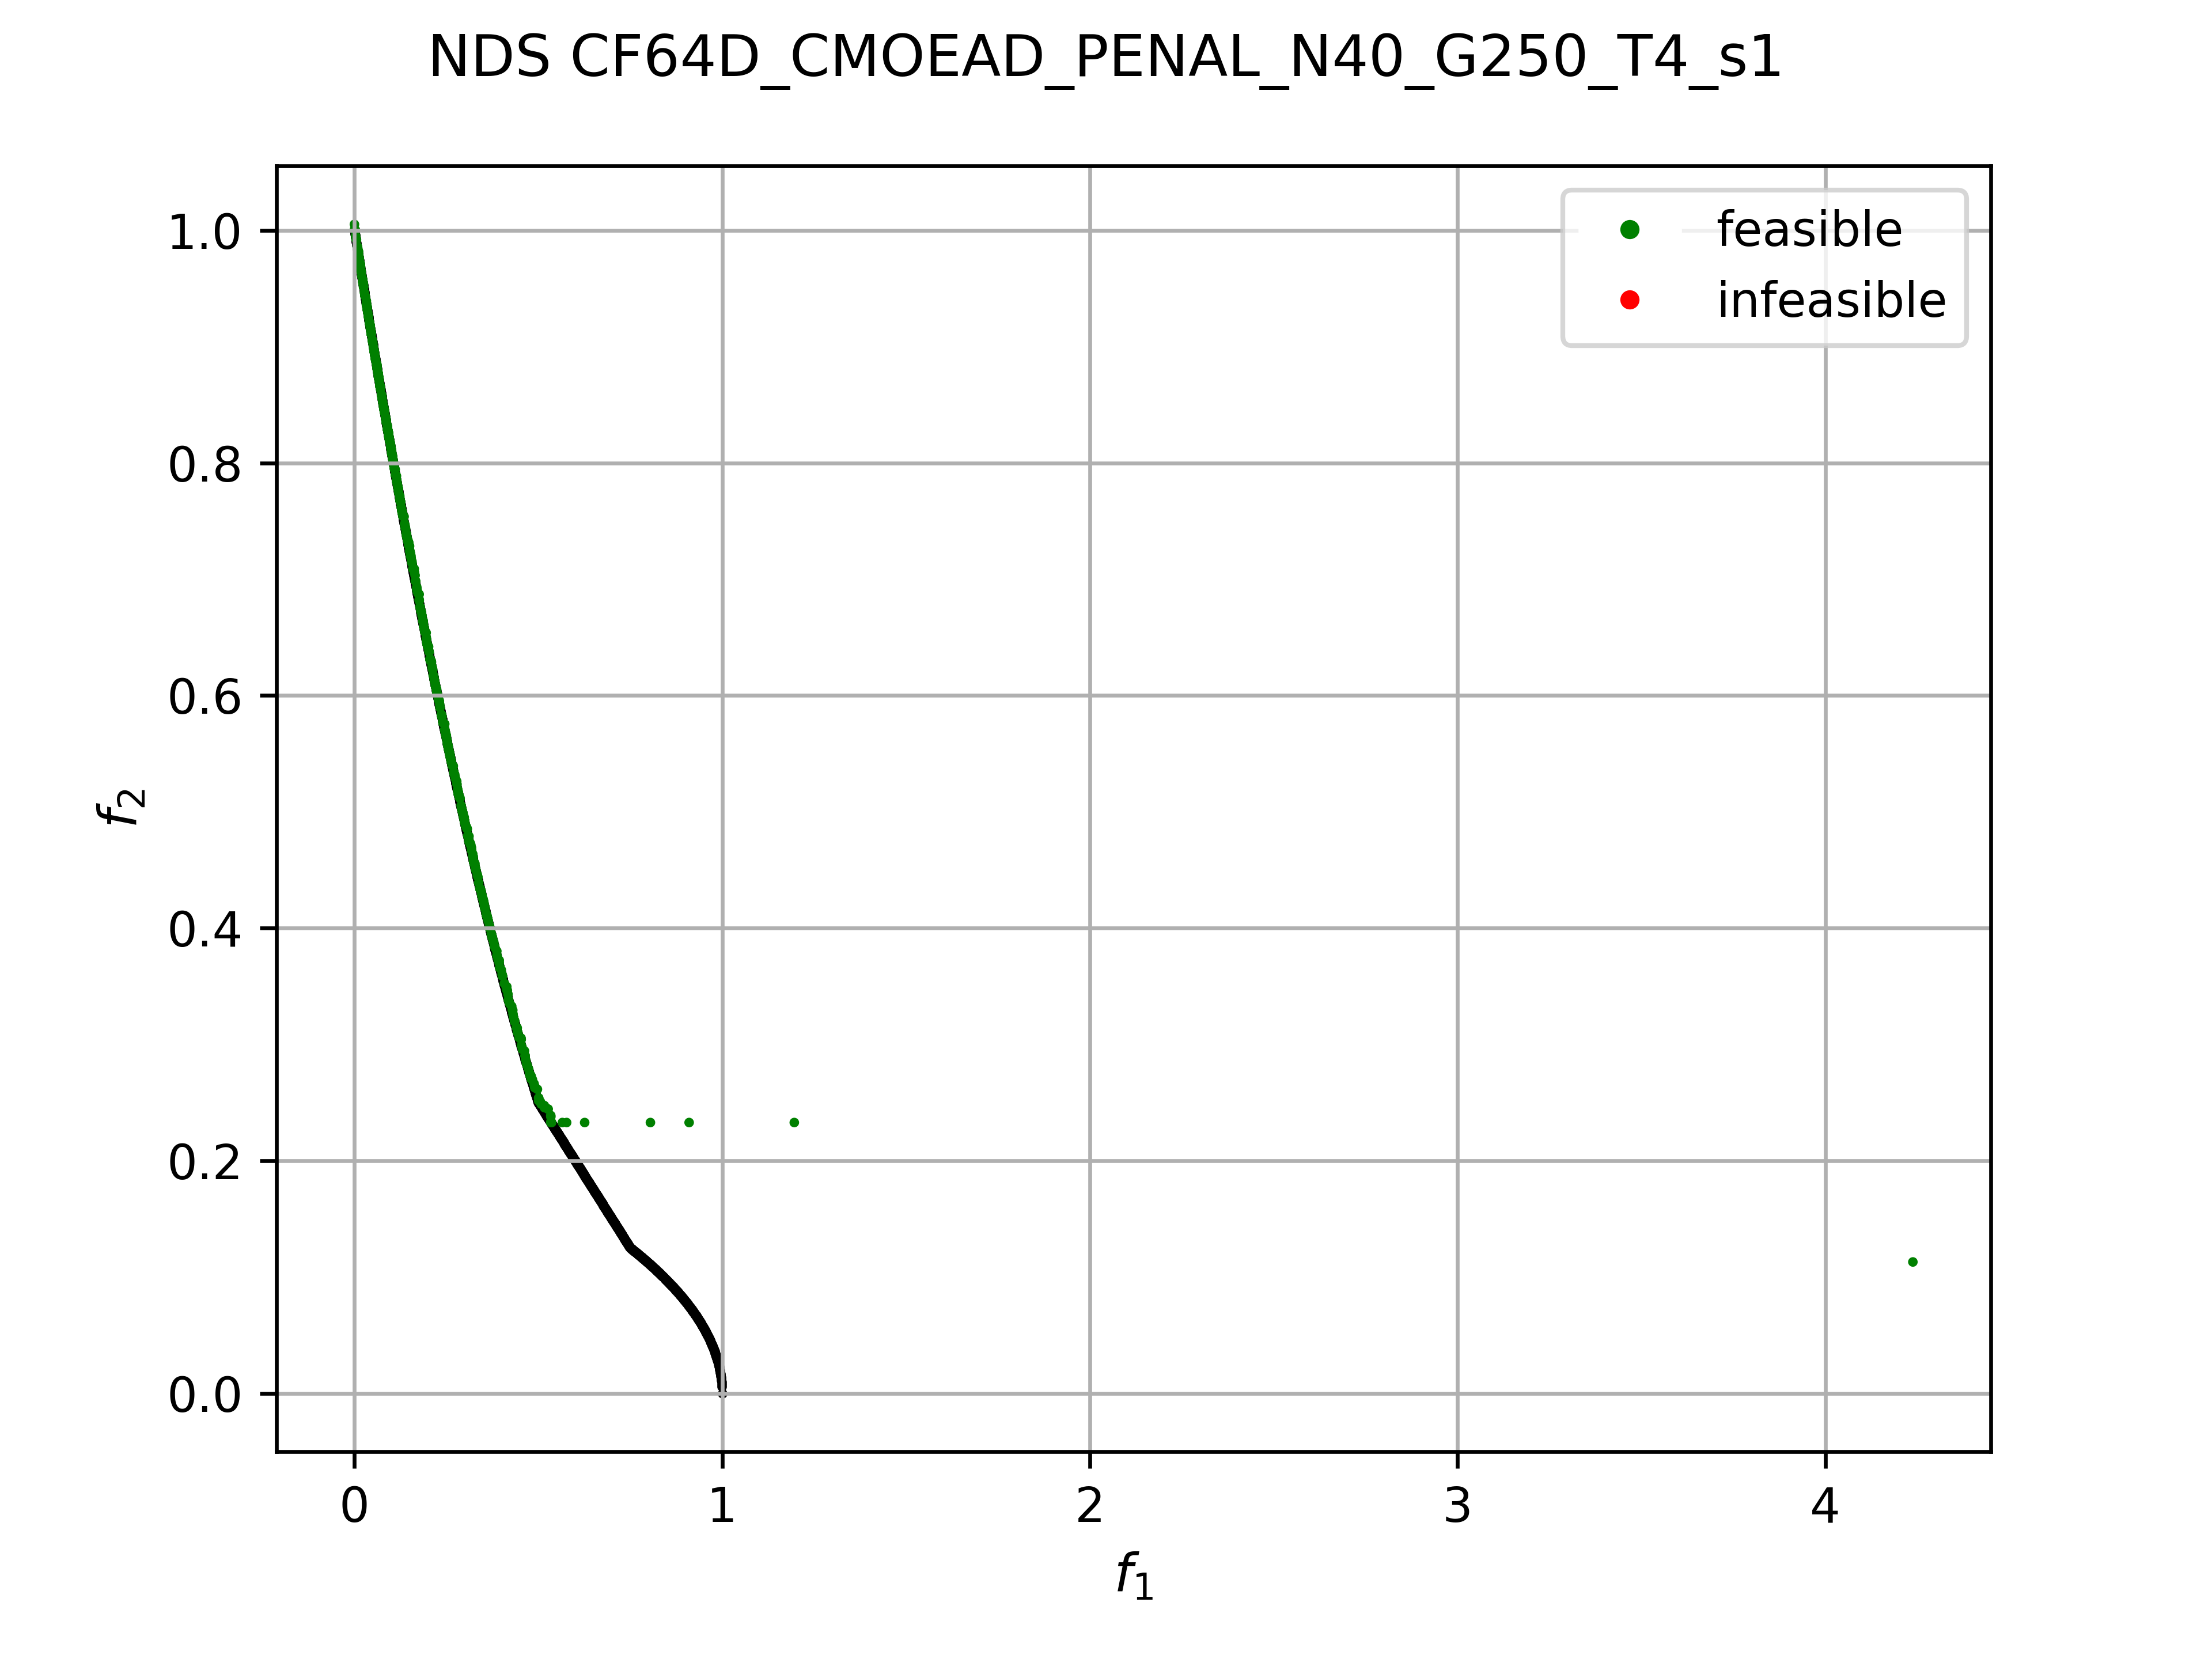 NDS CF64D_CMOEAD_PENAL_N40_G250_T4_s1
feasible
infeasible
1.0
0.8
0.6
0.4
0.2
0.0
f2
0 1 2 3 4
f1